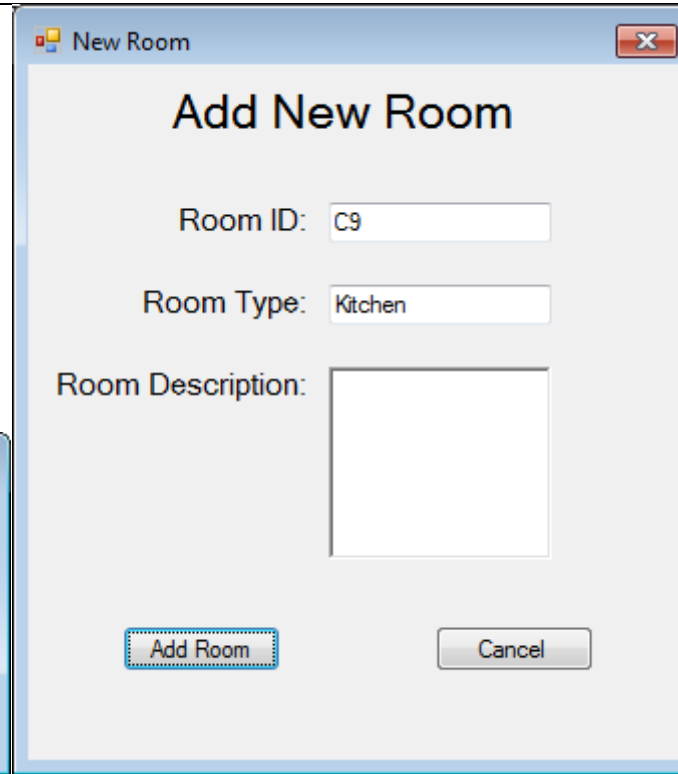 New Room
Add New Room
Room ID: C9
Room Type: Kitchen
Room Description:
Add Room Cancel